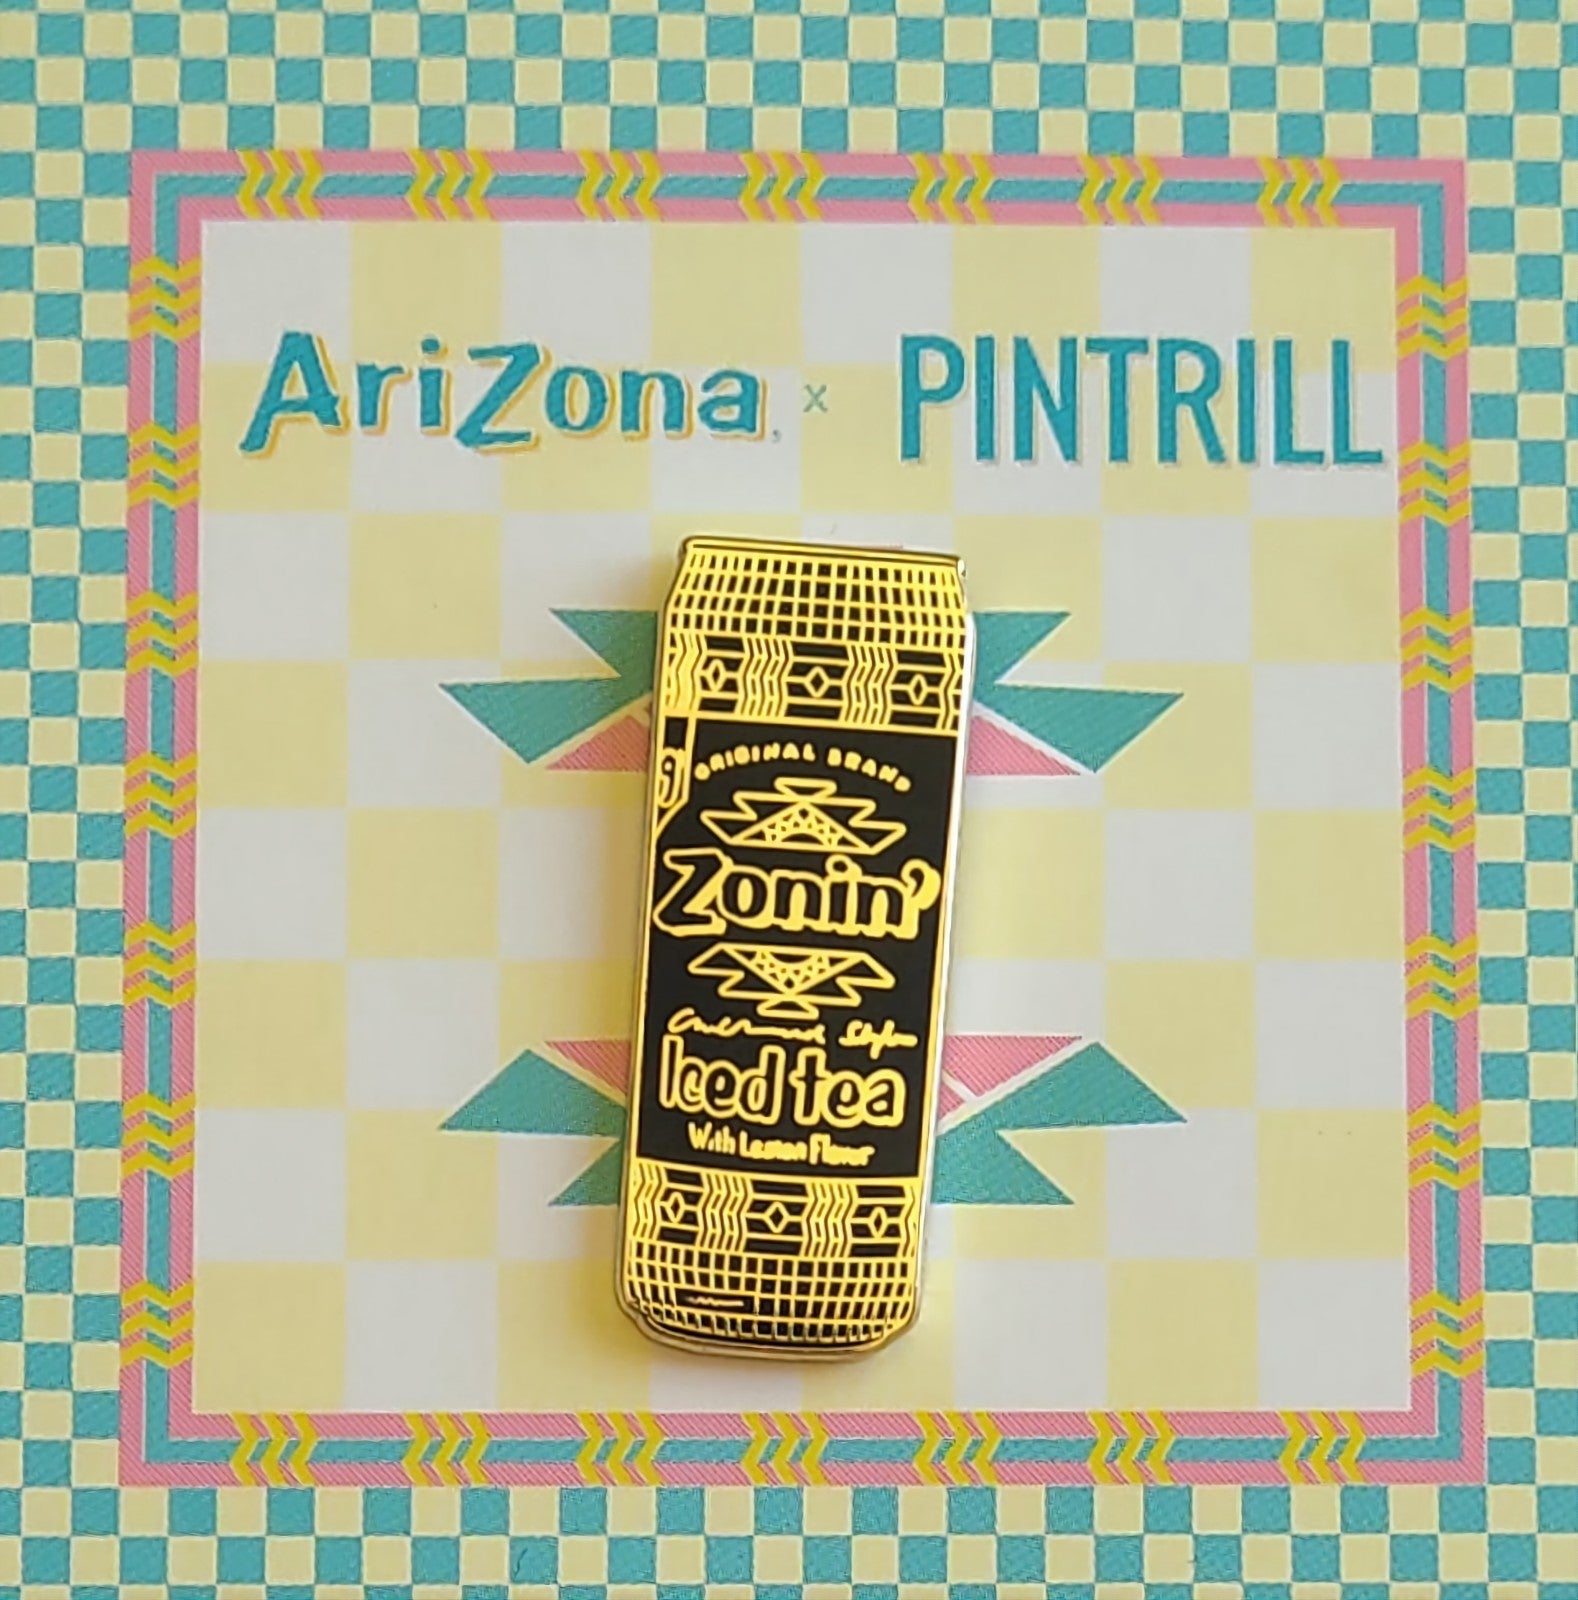 AriZona x PINTRILL
ORIGINAL BRAND
Zonin'
Iced tea
With Lemon Flavor